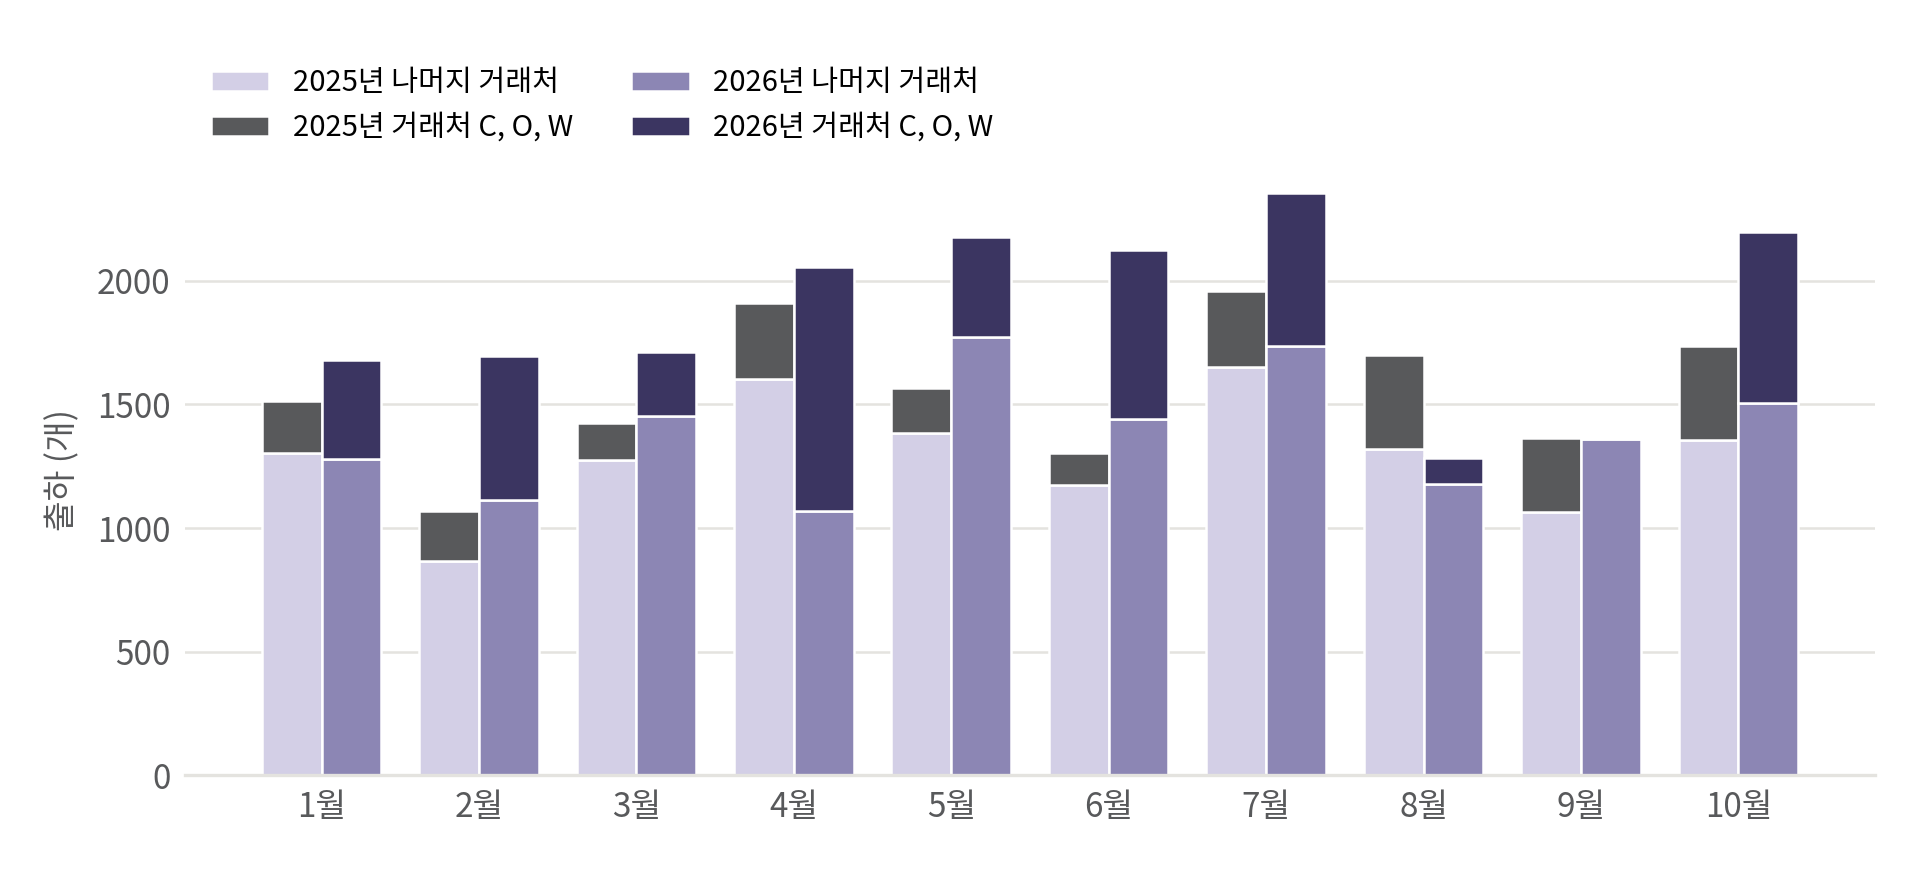 2025년 나머지 거래처
2025년 거래처 C, O, W
2026년 나머지 거래처
2026년 거래처 C, O, W
출하 (개)
2000
1500
1000
500
0
1월
2월
3월
4월
5월
6월
7월
8월
9월
10월